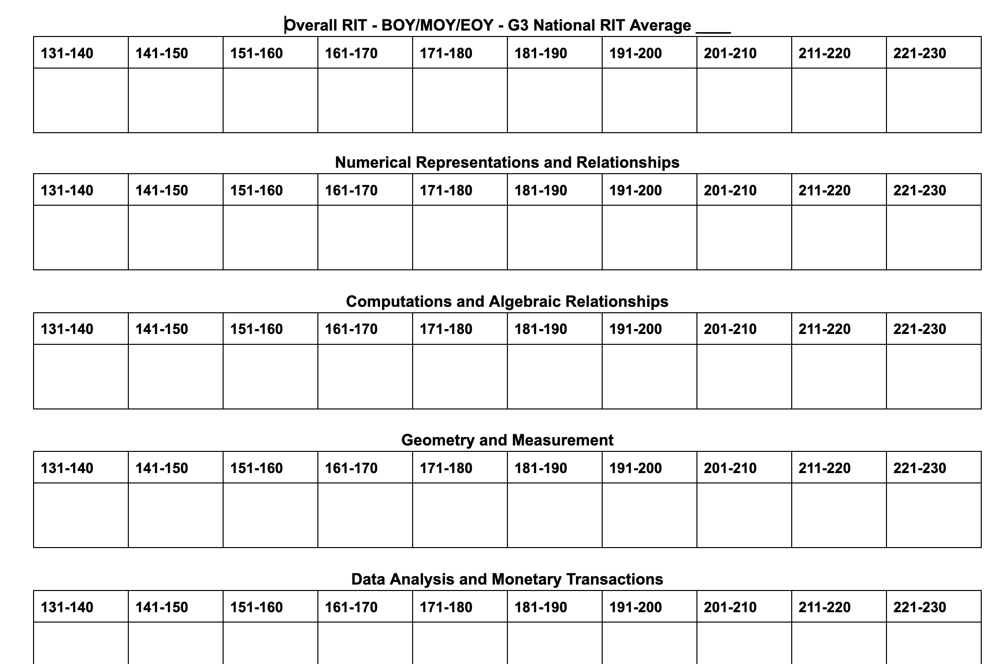 Overall RIT - BOY/MOY/EOY - G3 National RIT Average ____
131-140 141-150 151-160 161-170 171-180 181-190 191-200 201-210 211-220 221-230
Numerical Representations and Relationships
131-140 141-150 151-160 161-170 171-180 181-190 191-200 201-210 211-220 221-230
Computations and Algebraic Relationships
131-140 141-150 151-160 161-170 171-180 181-190 191-200 201-210 211-220 221-230
Geometry and Measurement
131-140 141-150 151-160 161-170 171-180 181-190 191-200 201-210 211-220 221-230
Data Analysis and Monetary Transactions
131-140 141-150 151-160 161-170 171-180 181-190 191-200 201-210 211-220 221-230